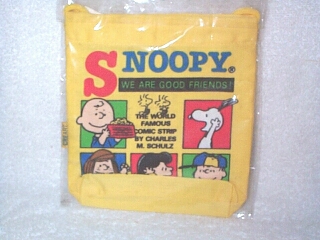 SNOOPY.®
WE ARE GOOD FRIENDS!
THE WORLD
FAMOUS
COMIC STRIP
BY CHARLES
M. SCHULZ